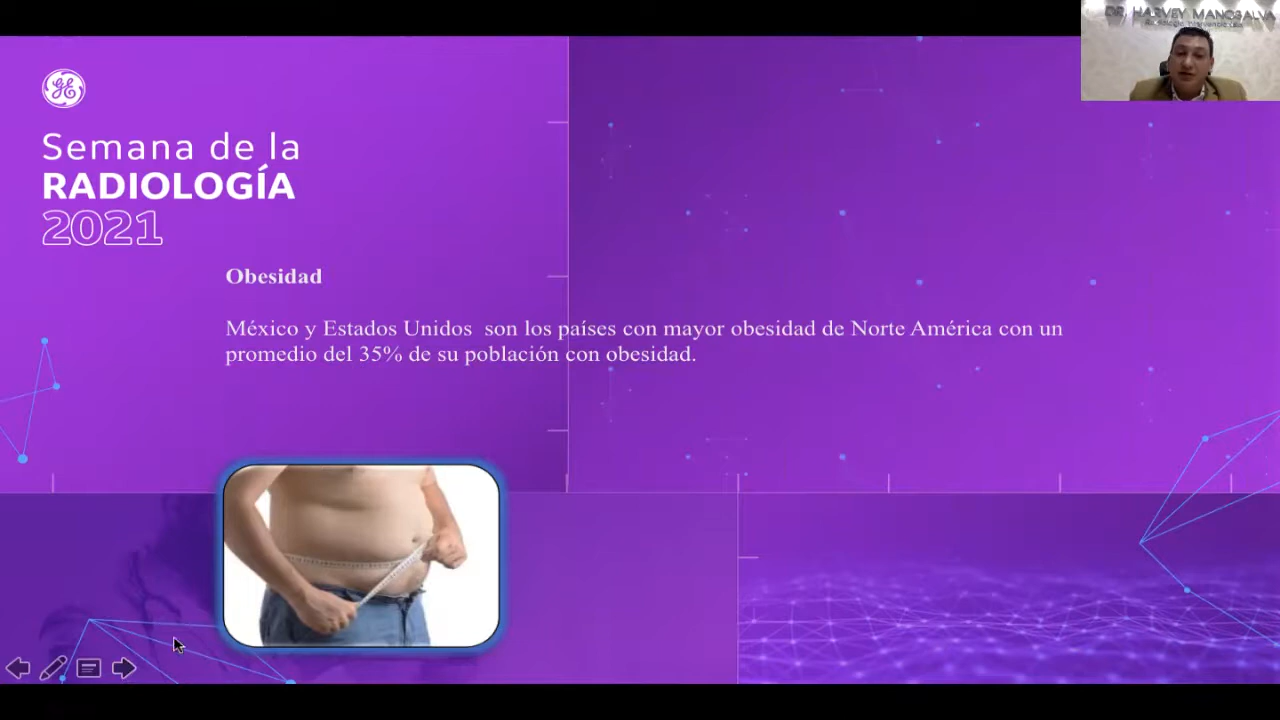 DR. HARVEY MANOSALVA
GE
Semana de la
RADIOLOGÍA
2021
Obesidad
México y Estados Unidos son los países con mayor obesidad de Norte América con un
promedio del 35% de su población con obesidad.